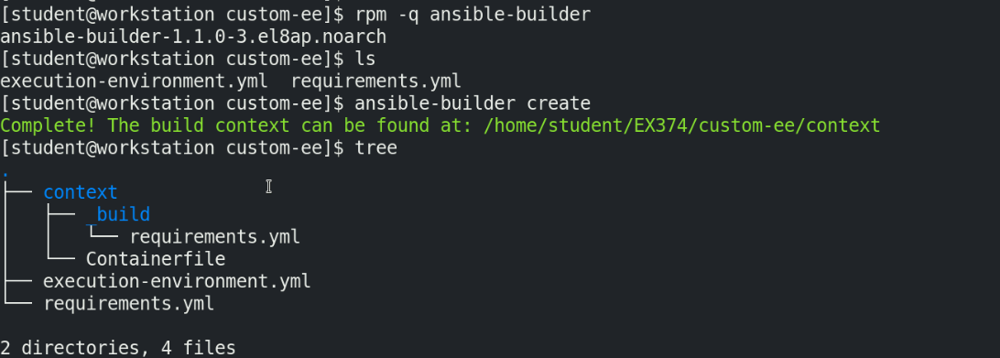 [student@workstation custom-ee]$ rpm -q ansible-builder
ansible-builder-1.1.0-3.el8ap.noarch
[student@workstation custom-ee]$ ls
execution-environment.yml  requirements.yml
[student@workstation custom-ee]$ ansible-builder create
Complete! The build context can be found at: /home/student/EX374/custom-ee/context
[student@workstation custom-ee]$ tree
.
├── context
│   ├── _build
│   │   └── requirements.yml
│   └── Containerfile
├── execution-environment.yml
└── requirements.yml

2 directories, 4 files